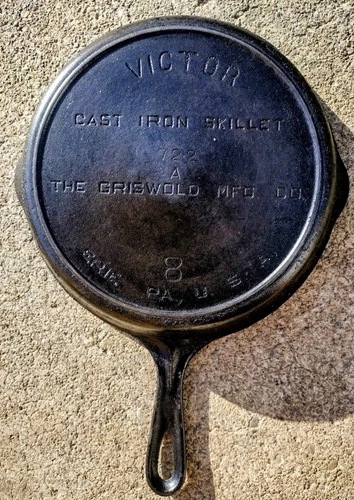 VICTOR
CAST IRON SKILLET
722
A
THE GRISWOLD MFG CO.
8
ERIE PA., U.S.A.